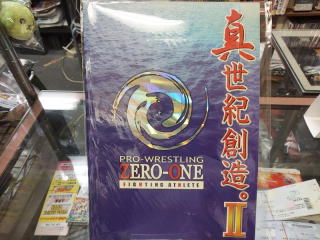 真世紀創造。II
PRO-WRESTLING
ZERO-ONE
FIGHTING ATHLETE